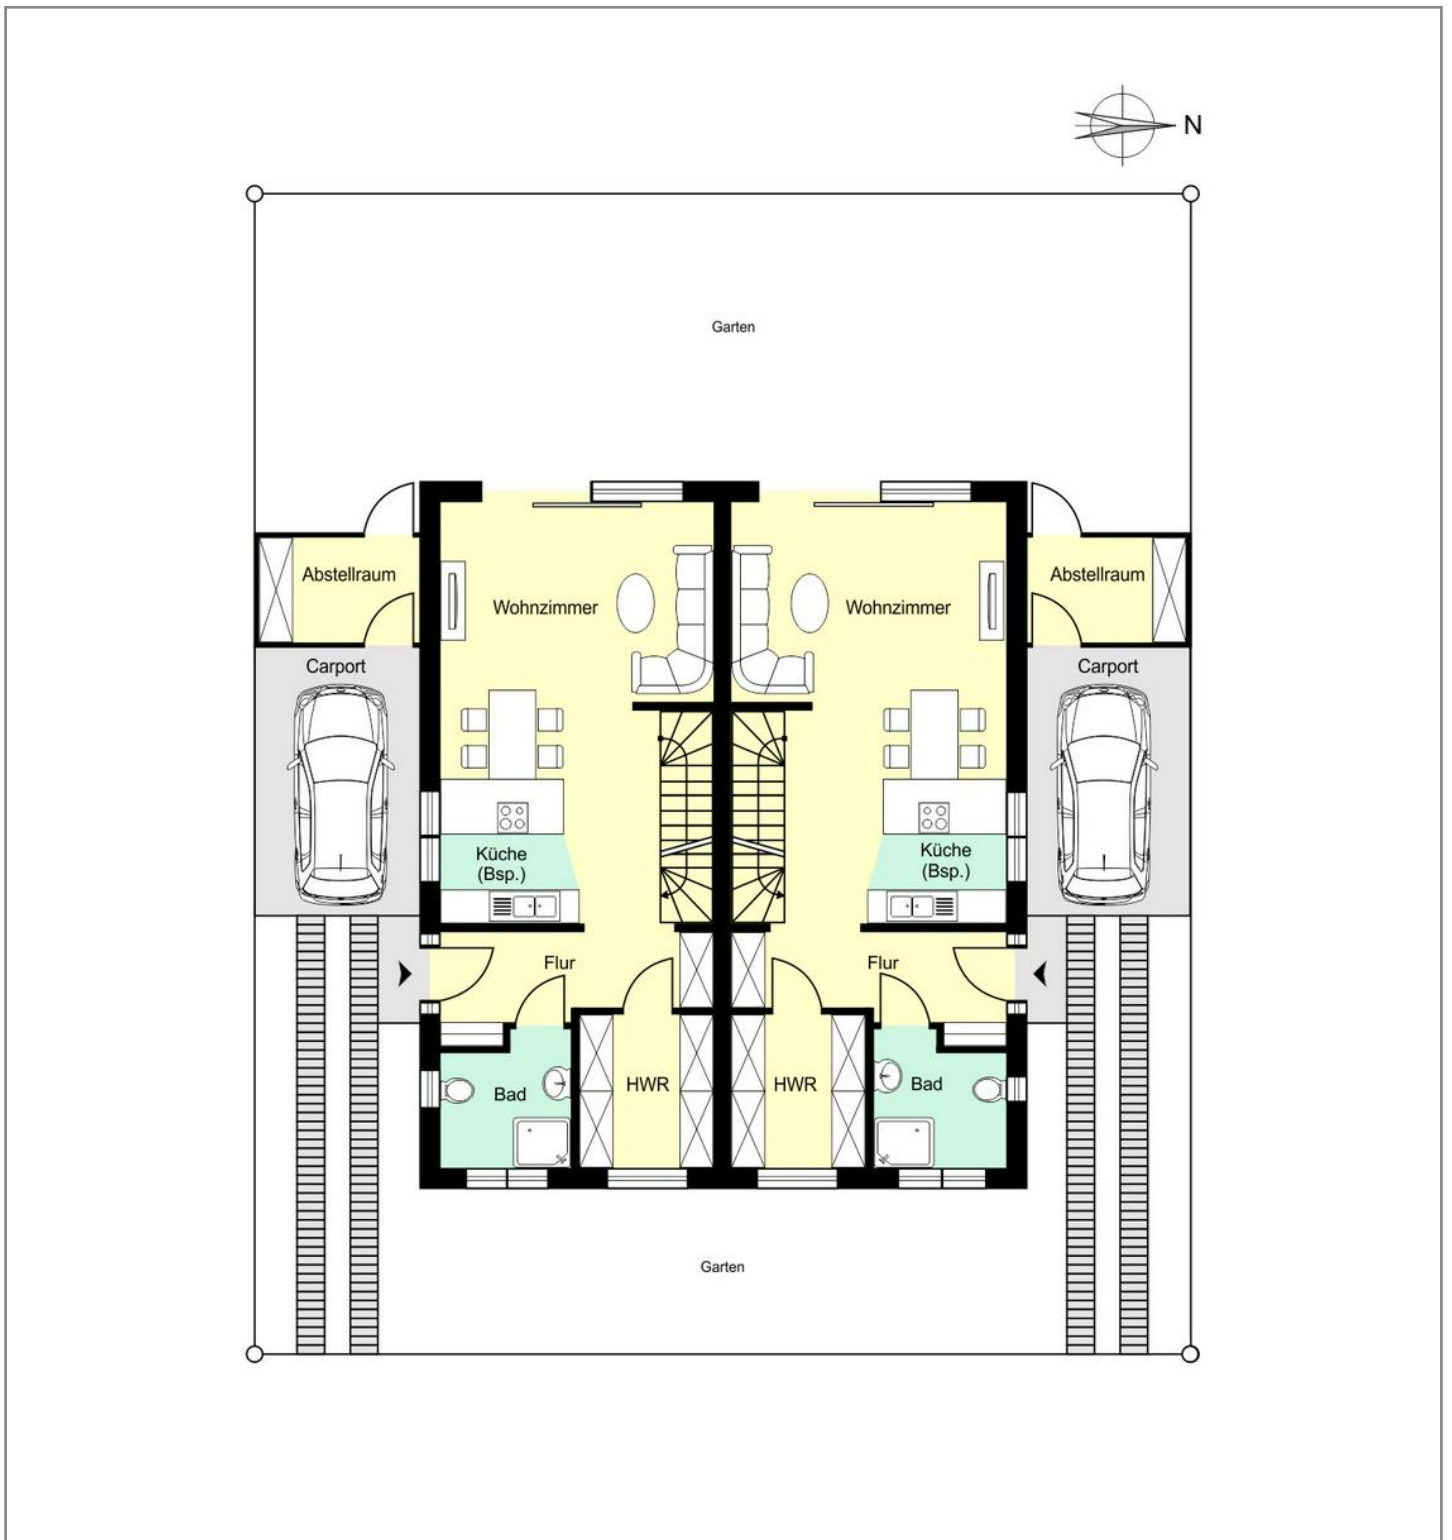 N
Garten
Abstellraum
Abstellraum
Wohnzimmer
Wohnzimmer
Carport
Carport
Küche
(Bsp.)
Küche
(Bsp.)
Flur
Flur
Bad
HWR
HWR
Bad
Garten